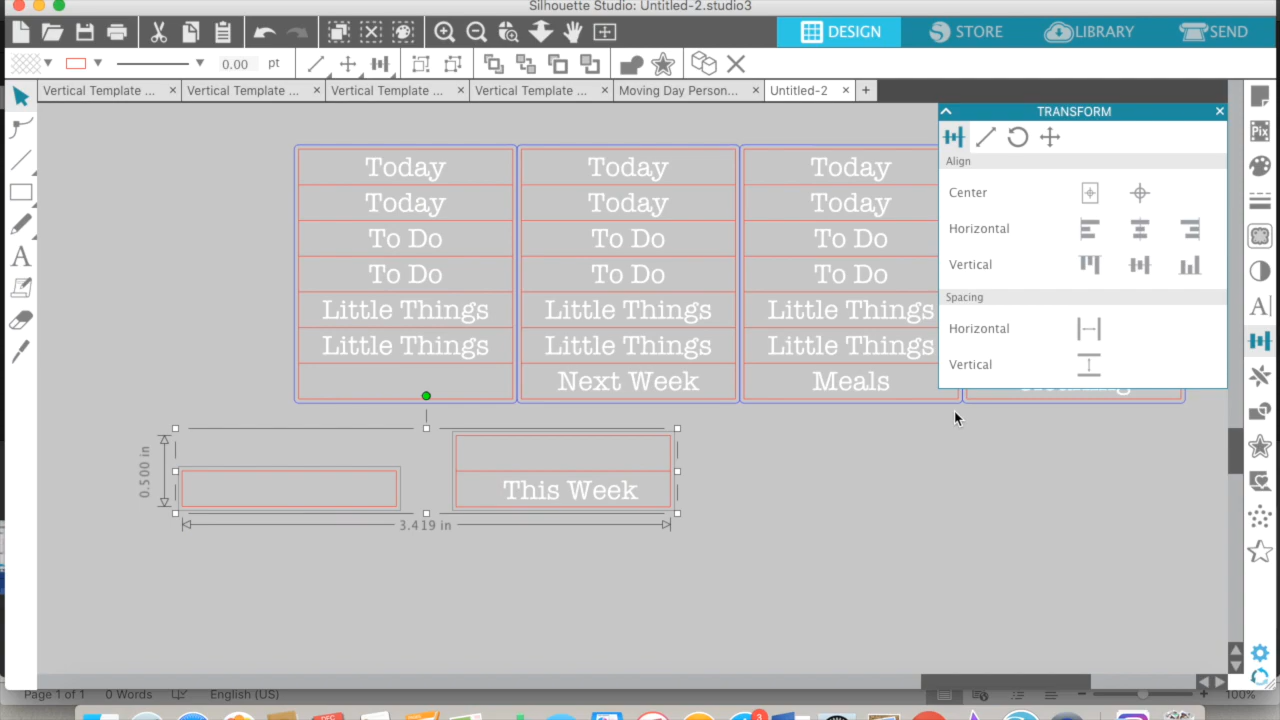 Silhouette Studio: Untitled-2.studio3
DESIGN
STORE
LIBRARY
SEND
0.00 pt
Vertical Template ...
Vertical Template ...
Vertical Template ...
Vertical Template ...
Moving Day Person...
Untitled-2
TRANSFORM
Align
Center
Horizontal
Vertical
Spacing
Horizontal
Vertical
Today Today Today
Today Today Today
To Do To Do To Do
To Do To Do To Do
Little Things Little Things Little Things
Little Things Little Things Little Things
Next Week Meals
This Week
0.500 in
3.419 in
Page 1 of 1 0 Words English (US) 100%